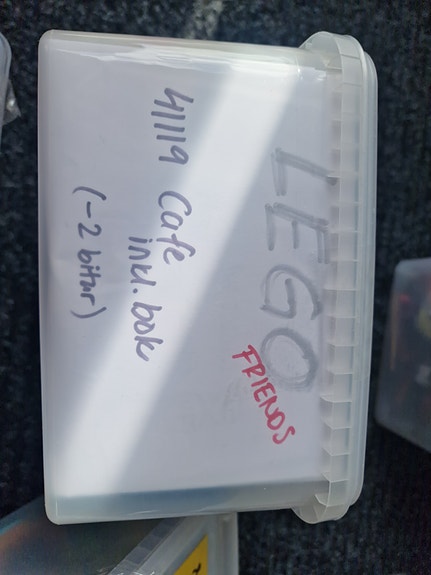 LEGO
FRIENDS
41119 Cafe
inkl. bok
(-2 bitar)